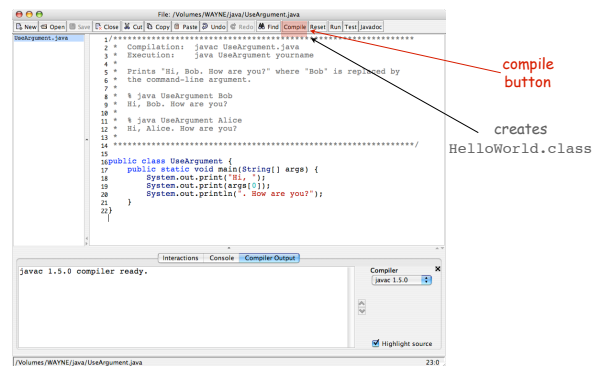 File: /Volumes/WAYNE/java/UseArgument.java
New Open Save Close Cut Copy Paste Undo Redo Find Compile Reset Run Test Javadoc
UseArgument.java
1/*************************************************************
2 *  Compilation:  javac UseArgument.java
3 *  Execution:    java UseArgument yourname
4 *
5 *  Prints "Hi, Bob. How are you?" where "Bob" is replaced by
6 *  the command-line argument.
7 *
8 *  % java UseArgument Bob
9 *  Hi, Bob. How are you?
10 *
11 *  % java UseArgument Alice
12 *  Hi, Alice. How are you?
13 *
14 *************************************************************/
15
16public class UseArgument {
17    public static void main(String[] args) {
18        System.out.print("Hi, ");
19        System.out.print(args[0]);
20        System.out.println(". How are you?");
21    }
22}
compile
button
creates
HelloWorld.class
Interactions Console Compiler Output
javac 1.5.0 compiler ready.
Compiler
javac 1.5.0
Highlight source
/Volumes/WAYNE/java/UseArgument.java 23:0